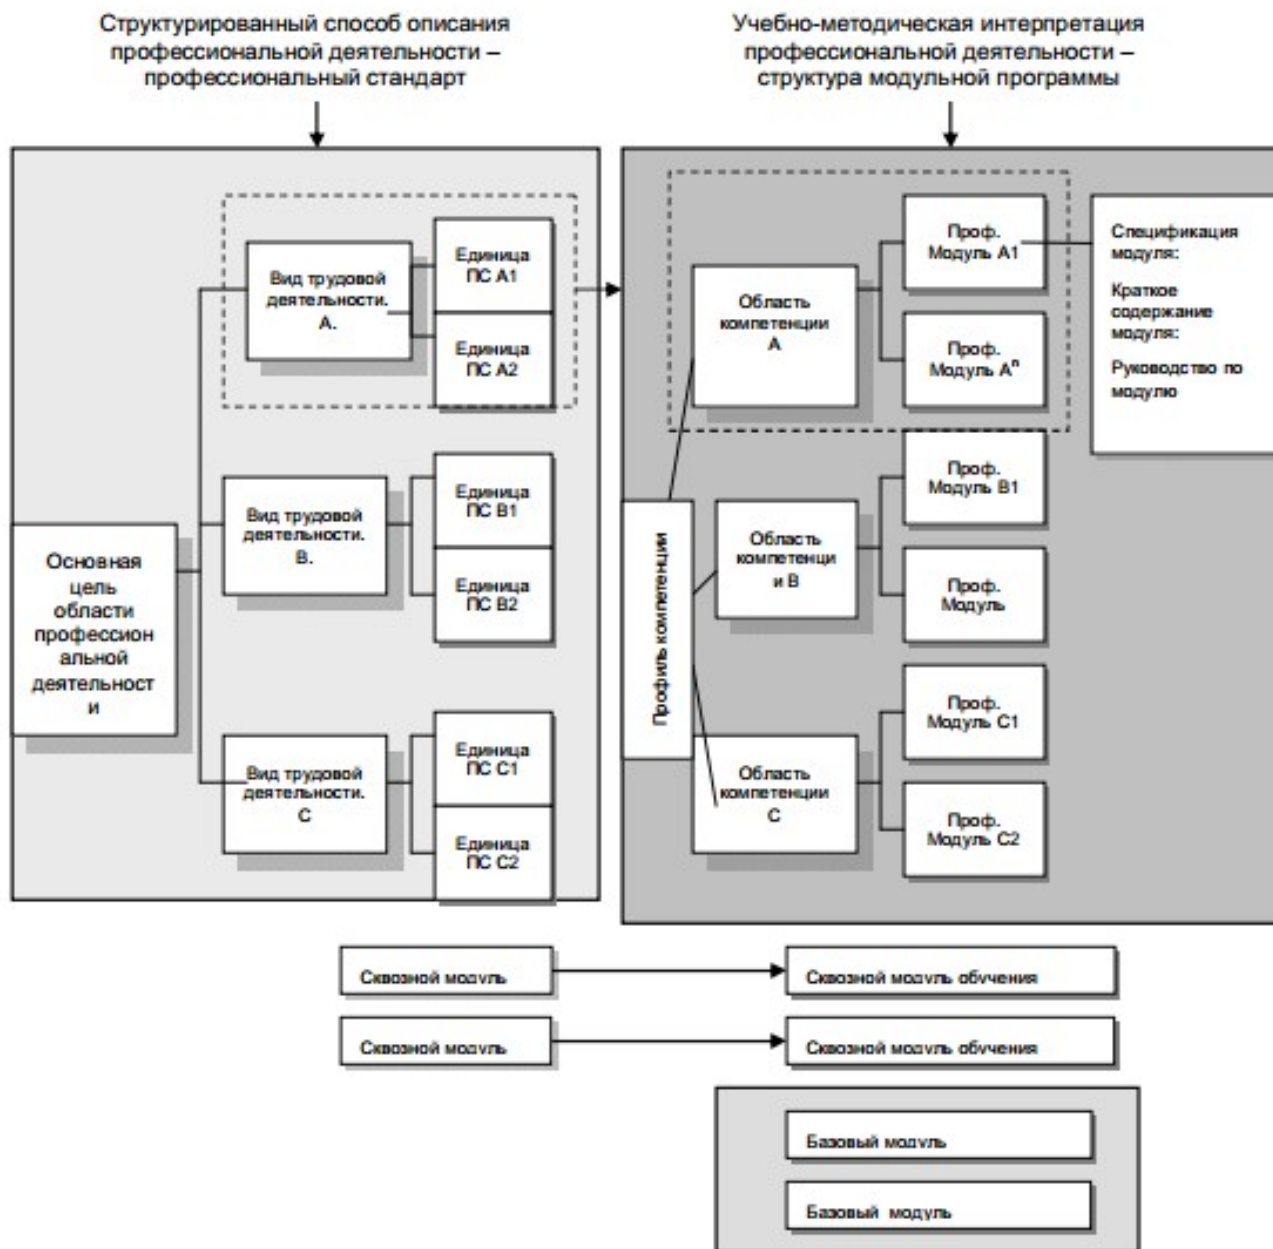 Структурированный способ описания
профессиональной деятельности –
профессиональный стандарт
Учебно-методическая интерпретация
профессиональной деятельности –
структура модульной программы
Основная
цель
области
профессион
альной
деятельност
и
Вид трудовой
деятельности.
А.
Единица
ПС А1
Единица
ПС А2
Вид трудовой
деятельности.
В.
Единица
ПС В1
Единица
ПС В2
Вид трудовой
деятельности.
С
Единица
ПС С1
Единица
ПС С2
Профиль компетенции
Область
компетенции
А
Проф.
Модуль А1
Проф.
Модуль Аⁿ
Спецификация
модуля:
Краткое
содержание
модуля:
Руководство по
модулю
Область
компетенци
и В
Проф.
Модуль В1
Проф.
Модуль
Область
компетенции
С
Проф.
Модуль С1
Проф.
Модуль С2
Сквозной модуль
Сквозной модуль обучения
Сквозной модуль
Сквозной модуль обучения
Базовый модуль
Базовый модуль